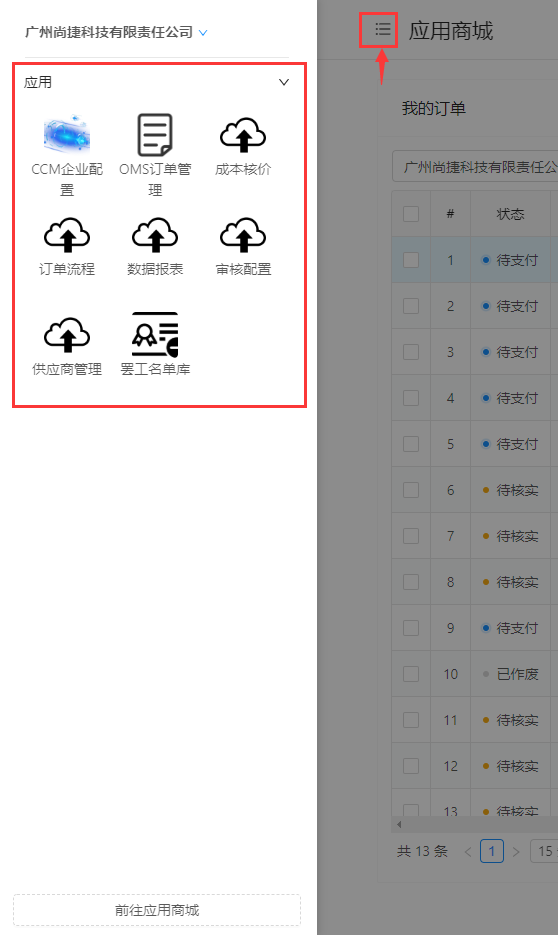 广州尚捷科技有限责任公司
应用
CCM企业配置
OMS订单管理
成本核价
订单流程
数据报表
审核配置
供应商管理
罢工名单库
前往应用商城
应用商城
我的订单
广州尚捷科技有限责任公
# 状态
1 待支付
2 待支付
3 待支付
4 待支付
5 待支付
6 待核实
7 待核实
8 待核实
9 待支付
10 已作废
11 待核实
12 待核实
13 待核实
共 13 条 < 1 > 15